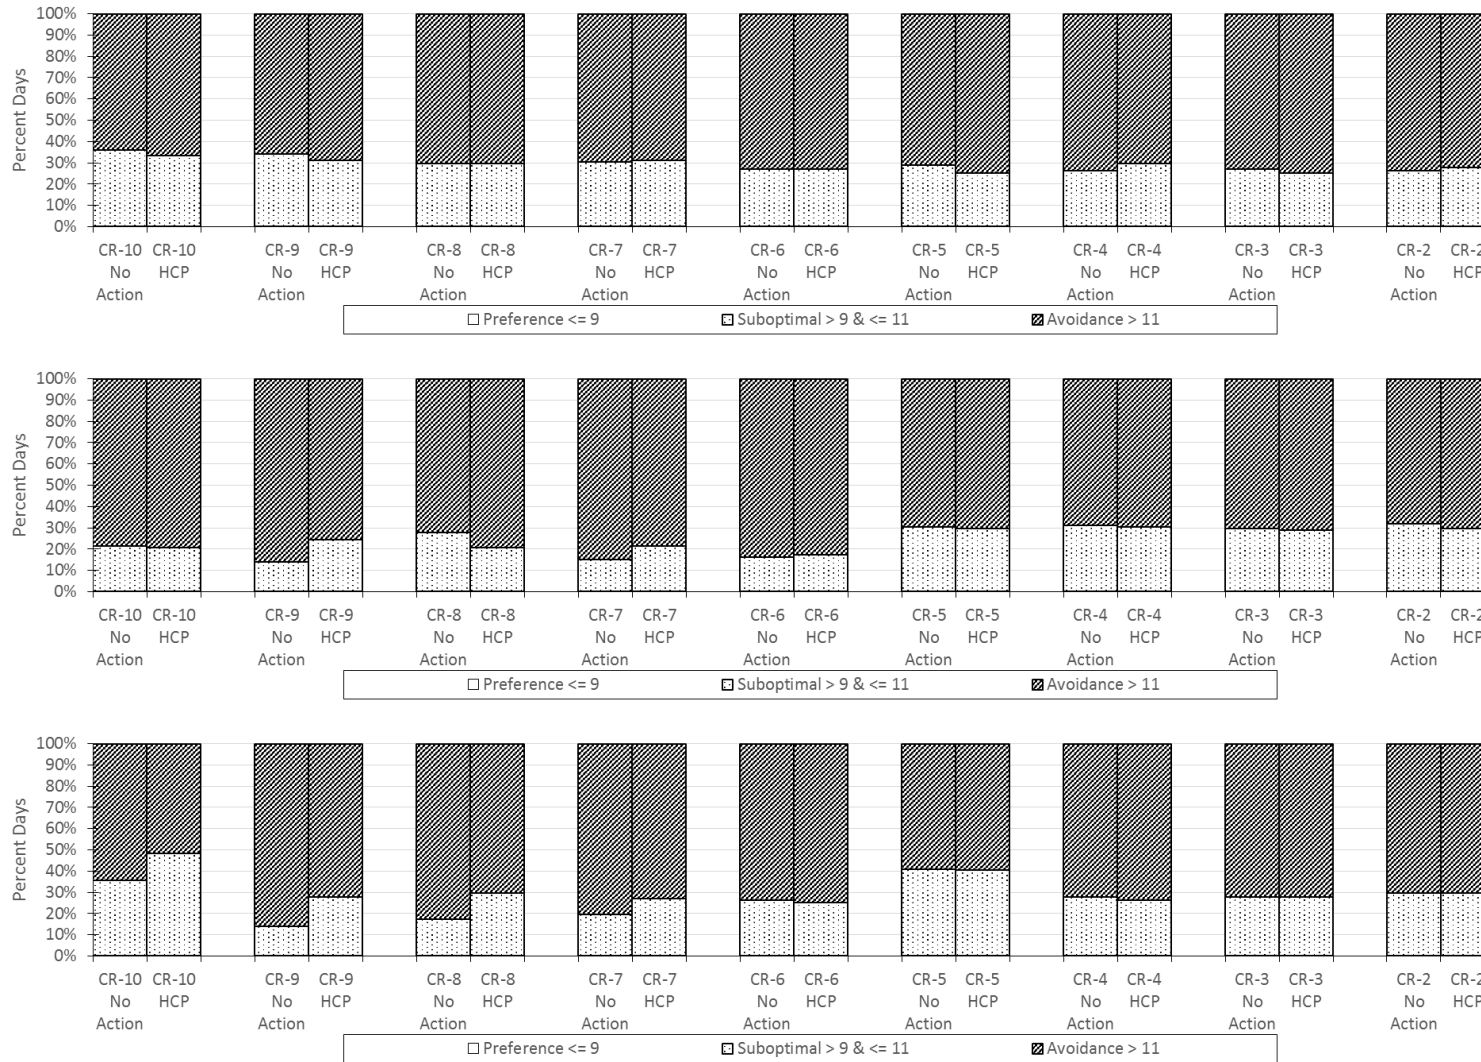 100%
90%
80%
70%
60%
50%
40%
30%
20%
10%
0%
Percent Days
CR-10 CR-10 CR-9 CR-9 CR-8 CR-8 CR-7 CR-7 CR-6 CR-6 CR-5 CR-5 CR-4 CR-4 CR-3 CR-3 CR-2 CR-2
No HCP No HCP No HCP No HCP No HCP No HCP No HCP No HCP No HCP
Action Action Action Action Action Action Action Action Action
Preference <= 9 Suboptimal > 9 & <= 11 Avoidance > 11
100%
90%
80%
70%
60%
50%
40%
30%
20%
10%
0%
Percent Days
CR-10 CR-10 CR-9 CR-9 CR-8 CR-8 CR-7 CR-7 CR-6 CR-6 CR-5 CR-5 CR-4 CR-4 CR-3 CR-3 CR-2 CR-2
No HCP No HCP No HCP No HCP No HCP No HCP No HCP No HCP No HCP
Action Action Action Action Action Action Action Action Action
Preference <= 9 Suboptimal > 9 & <= 11 Avoidance > 11
100%
90%
80%
70%
60%
50%
40%
30%
20%
10%
0%
Percent Days
CR-10 CR-10 CR-9 CR-9 CR-8 CR-8 CR-7 CR-7 CR-6 CR-6 CR-5 CR-5 CR-4 CR-4 CR-3 CR-3 CR-2 CR-2
No HCP No HCP No HCP No HCP No HCP No HCP No HCP No HCP No HCP
Action Action Action Action Action Action Action Action Action
Preference <= 9 Suboptimal > 9 & <= 11 Avoidance > 11